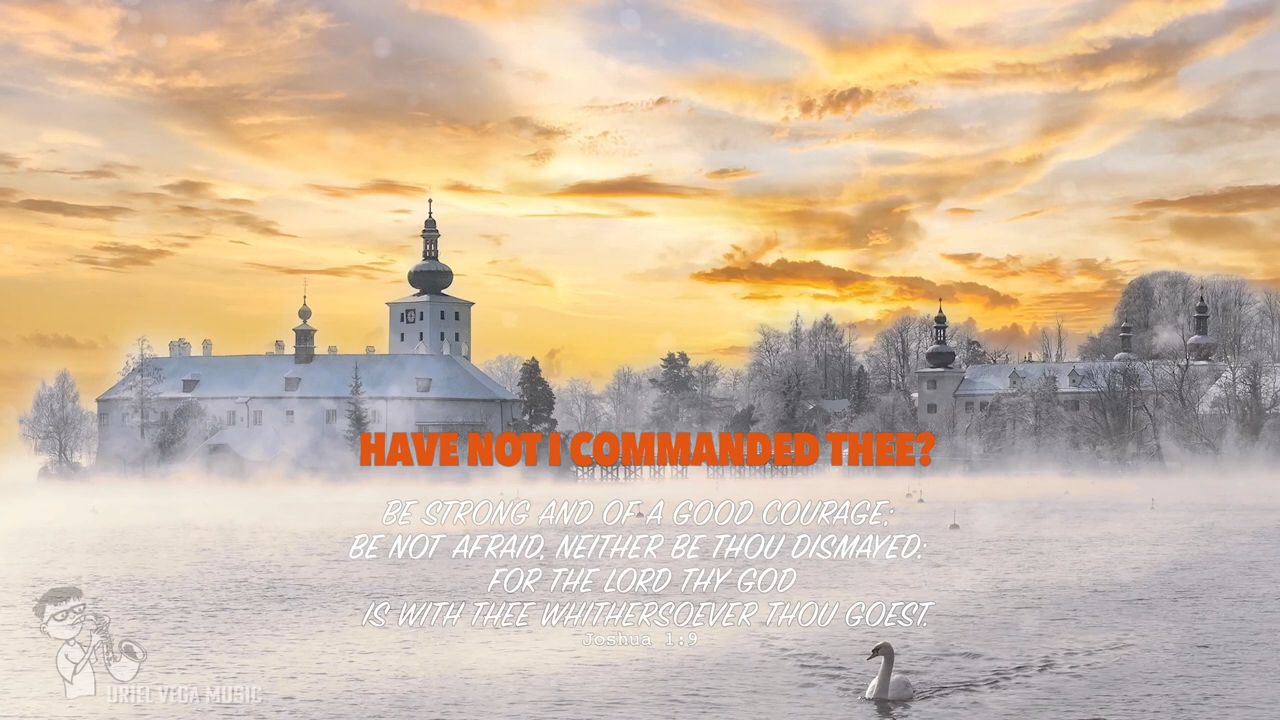 HAVE NOT I COMMANDED THEE?
BE STRONG AND OF A GOOD COURAGE;
BE NOT AFRAID, NEITHER BE THOU DISMAYED:
FOR THE LORD THY GOD
IS WITH THEE WHITHERSOEVER THOU GOEST.
Joshua 1:9
URIEL VEGA MUSIC